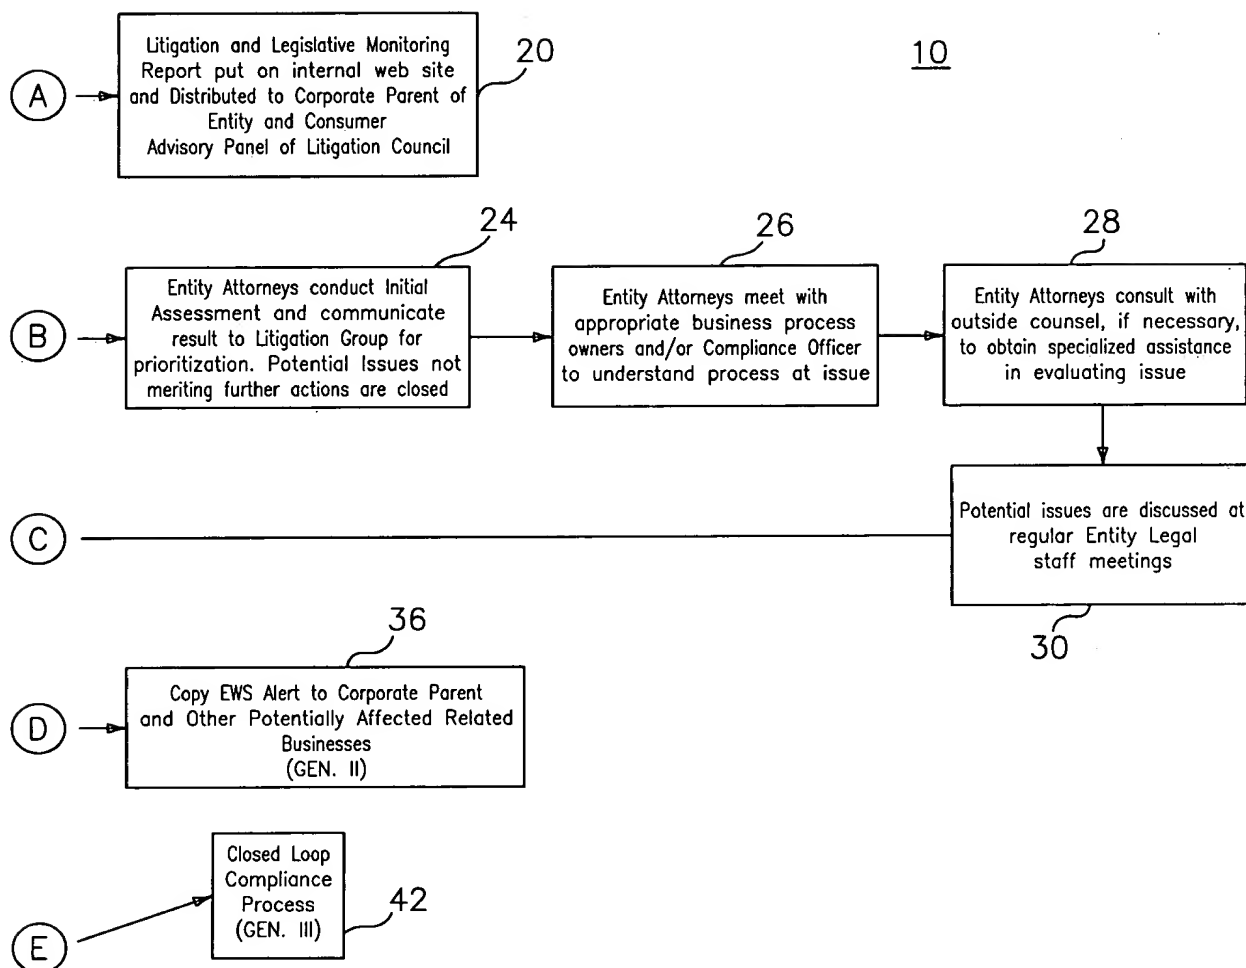 10
A
Litigation and Legislative Monitoring
Report put on internal web site
and Distributed to Corporate Parent of
Entity and Consumer
Advisory Panel of Litigation Council
20
B
Entity Attorneys conduct Initial
Assessment and communicate
result to Litigation Group for
prioritization. Potential Issues not
meriting further actions are closed
24
Entity Attorneys meet with
appropriate business process
owners and/or Compliance Officer
to understand process at issue
26
Entity Attorneys consult with
outside counsel, if necessary,
to obtain specialized assistance
in evaluating issue
28
C
Potential issues are discussed at
regular Entity Legal
staff meetings
30
D
Copy EWS Alert to Corporate Parent
and Other Potentially Affected Related
Businesses
(GEN. II)
36
E
Closed Loop
Compliance
Process
(GEN. III)
42